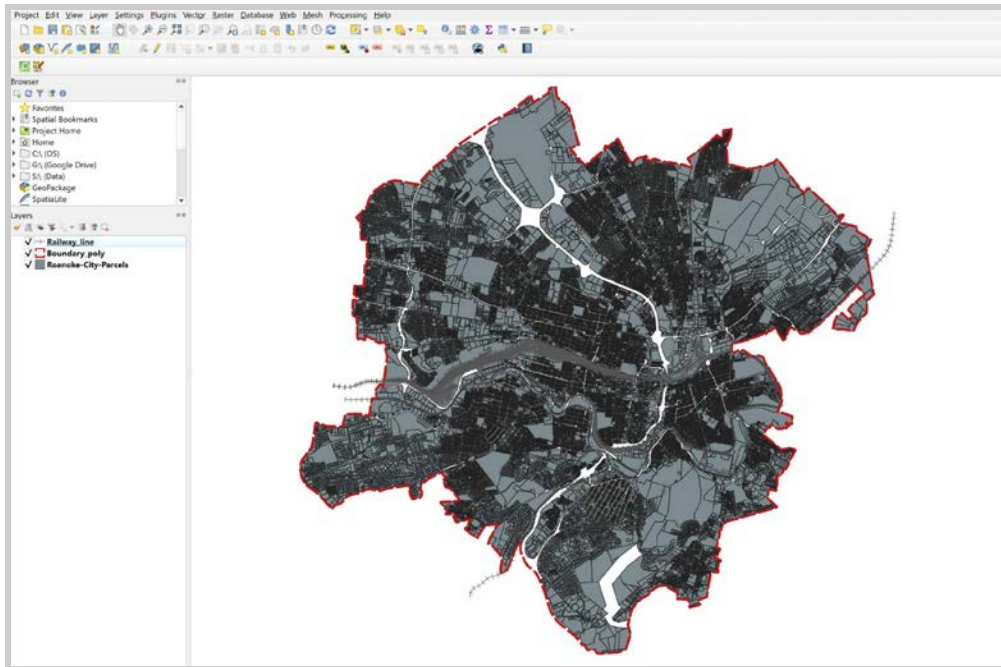 Project Edit View Layer Settings Plugins Vector Raster Database Web Mesh Processing Help
Browser
Favorites
Spatial Bookmarks
Project Home
Home
C:\ (OS)
G:\ (Google Drive)
S:\ (Data)
GeoPackage
SpatiaLite
Layers
Railway_line
Boundary_poly
Roanoke-City-Parcels